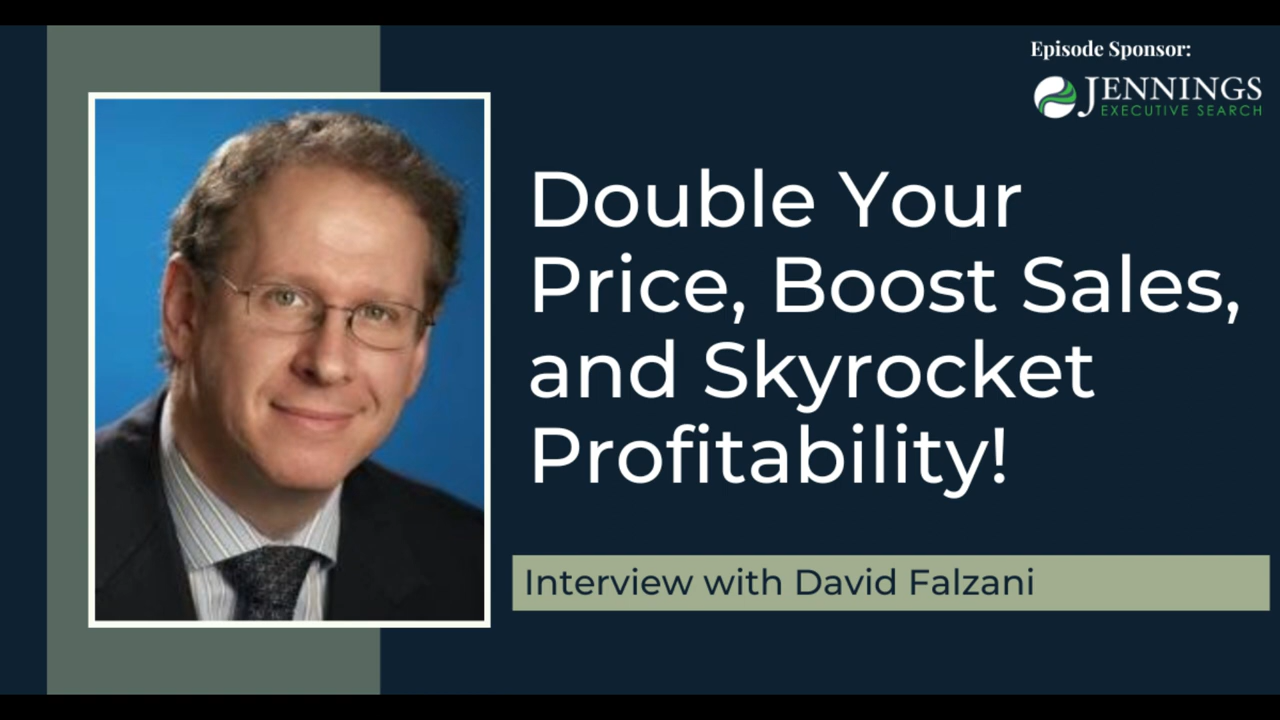 Episode Sponsor:
JENNINGS
EXECUTIVE SEARCH
Double Your
Price, Boost Sales,
and Skyrocket
Profitability!
Interview with David Falzani